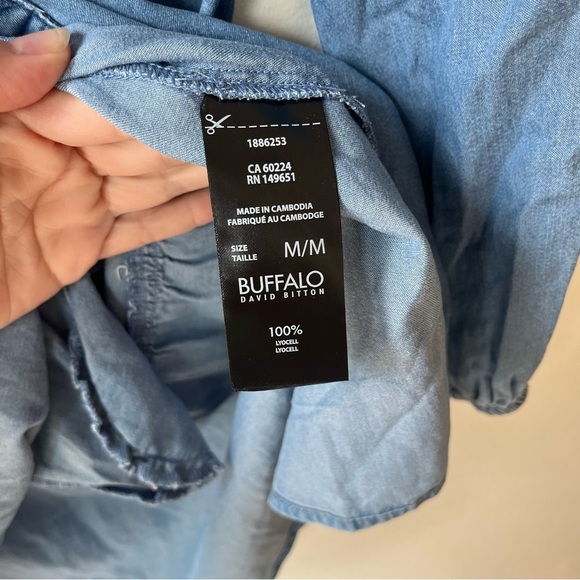 1886253
CA 60224
RN 149651
MADE IN CAMBODIA
FABRIQUÉ AU CAMBODGE
SIZE
TAILLE M/M
BUFFALO
DAVID BITTON
100%
LYOCELL
LYOCELL